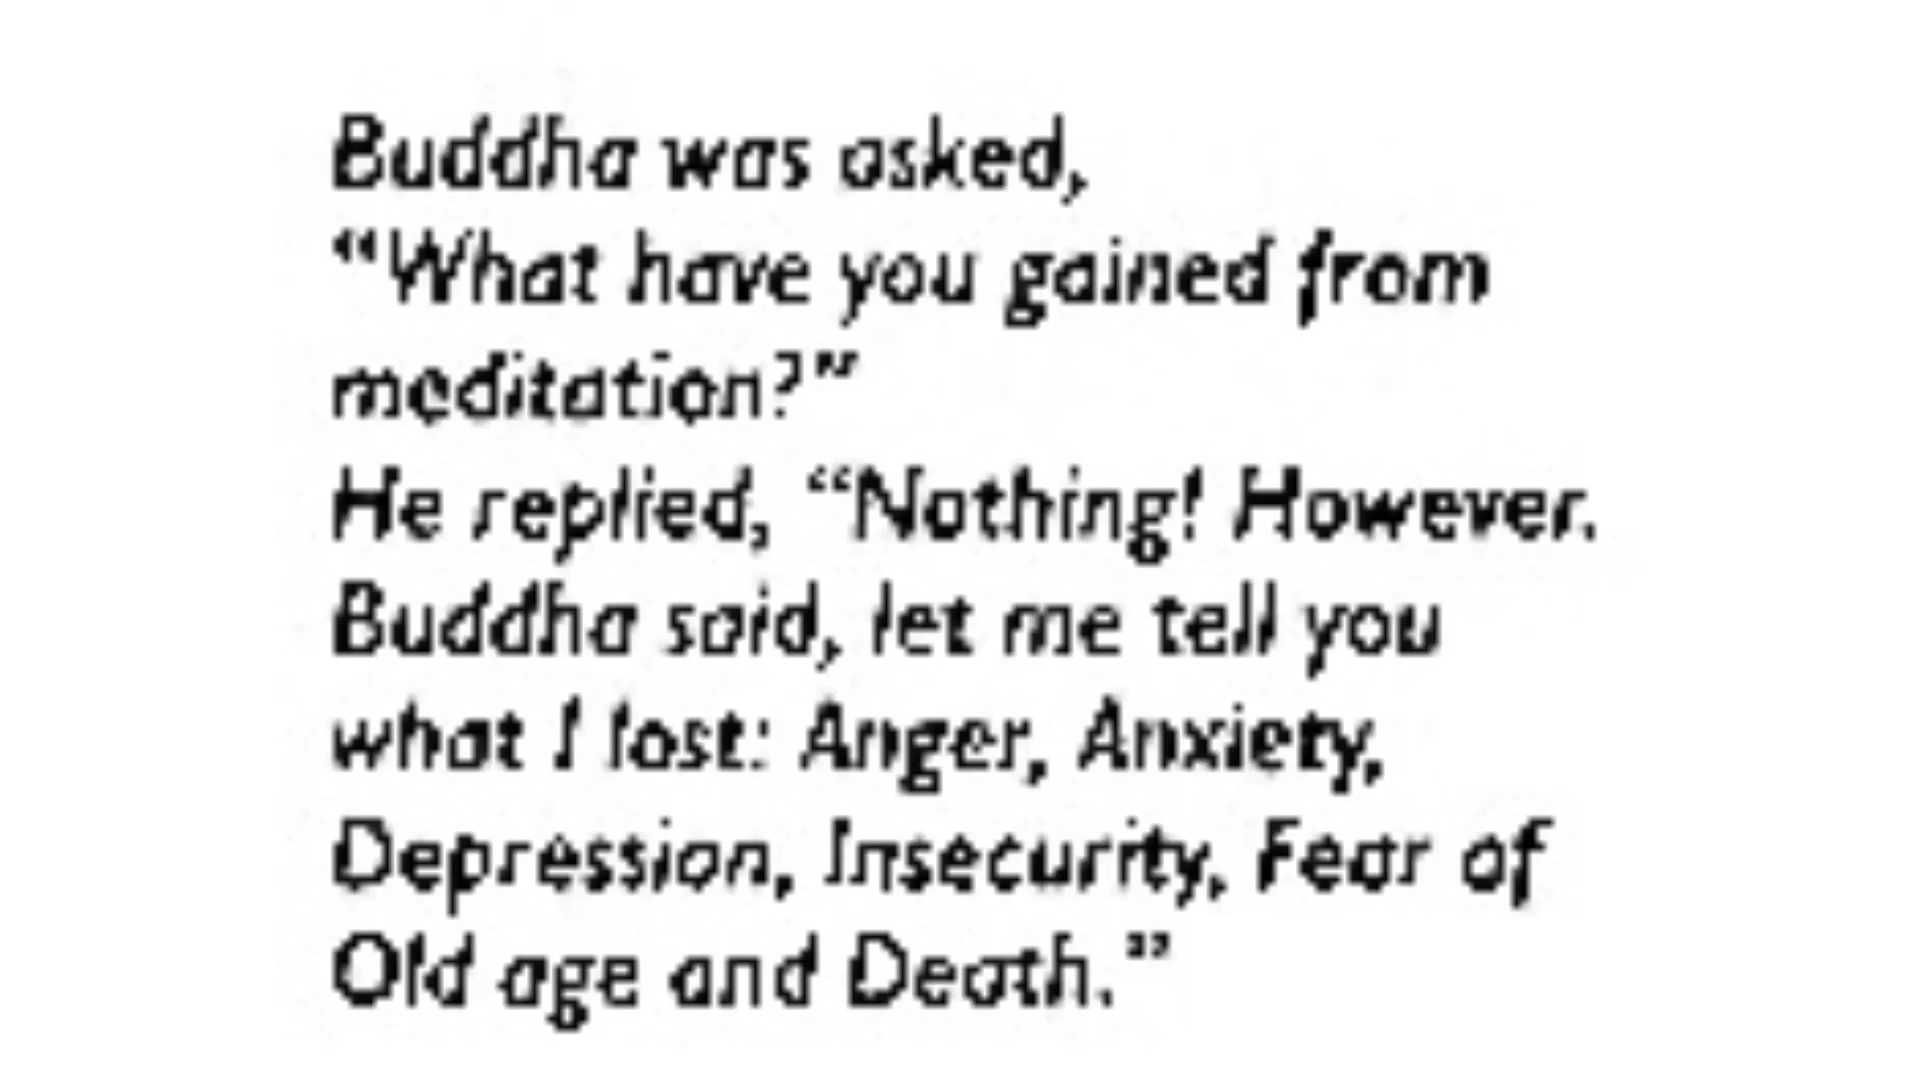 Buddha was asked,
“What have you gained from
meditation?”
He replied, “Nothing! However.
Buddha said, let me tell you
what I lost: Anger, Anxiety,
Depression, Insecurity, Fear of
Old age and Death.”